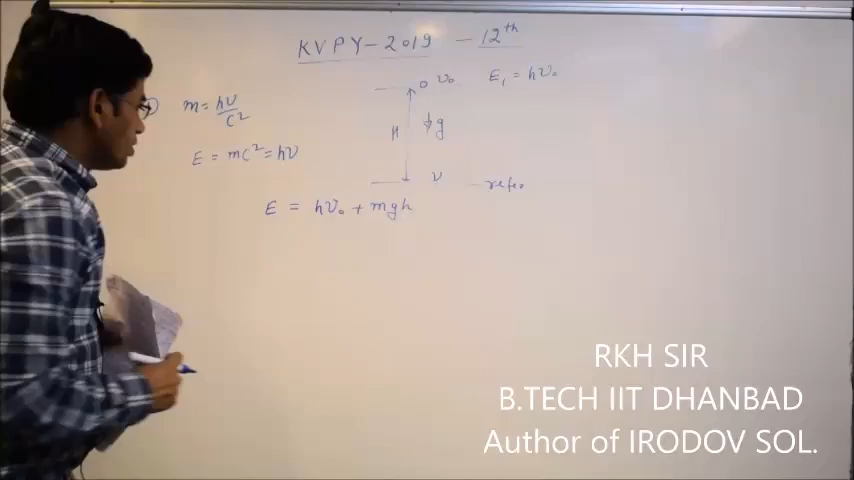 KVPY-2019 - 12th
m = hν/c²
E = mc² = hν
ν₀
E₁ = hν₀
H
g
ν
E = hν₀ + mgh
RKH SIR
B.TECH IIT DHANBAD
Author of IRODOV SOL.